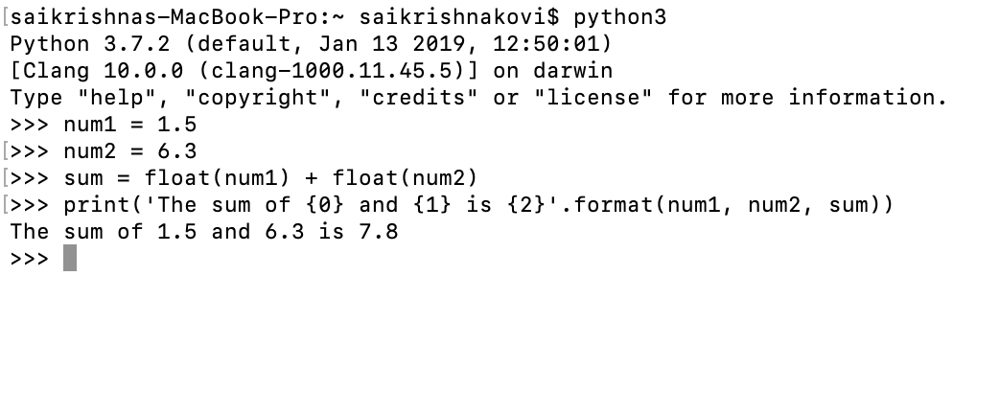 [saikrishnas-MacBook-Pro:~ saikrishnakovi$ python3
Python 3.7.2 (default, Jan 13 2019, 12:50:01)
[Clang 10.0.0 (clang-1000.11.45.5)] on darwin
Type "help", "copyright", "credits" or "license" for more information.
>>> num1 = 1.5
[>>> num2 = 6.3
[>>> sum = float(num1) + float(num2)
[>>> print('The sum of {0} and {1} is {2}'.format(num1, num2, sum))
The sum of 1.5 and 6.3 is 7.8
>>>